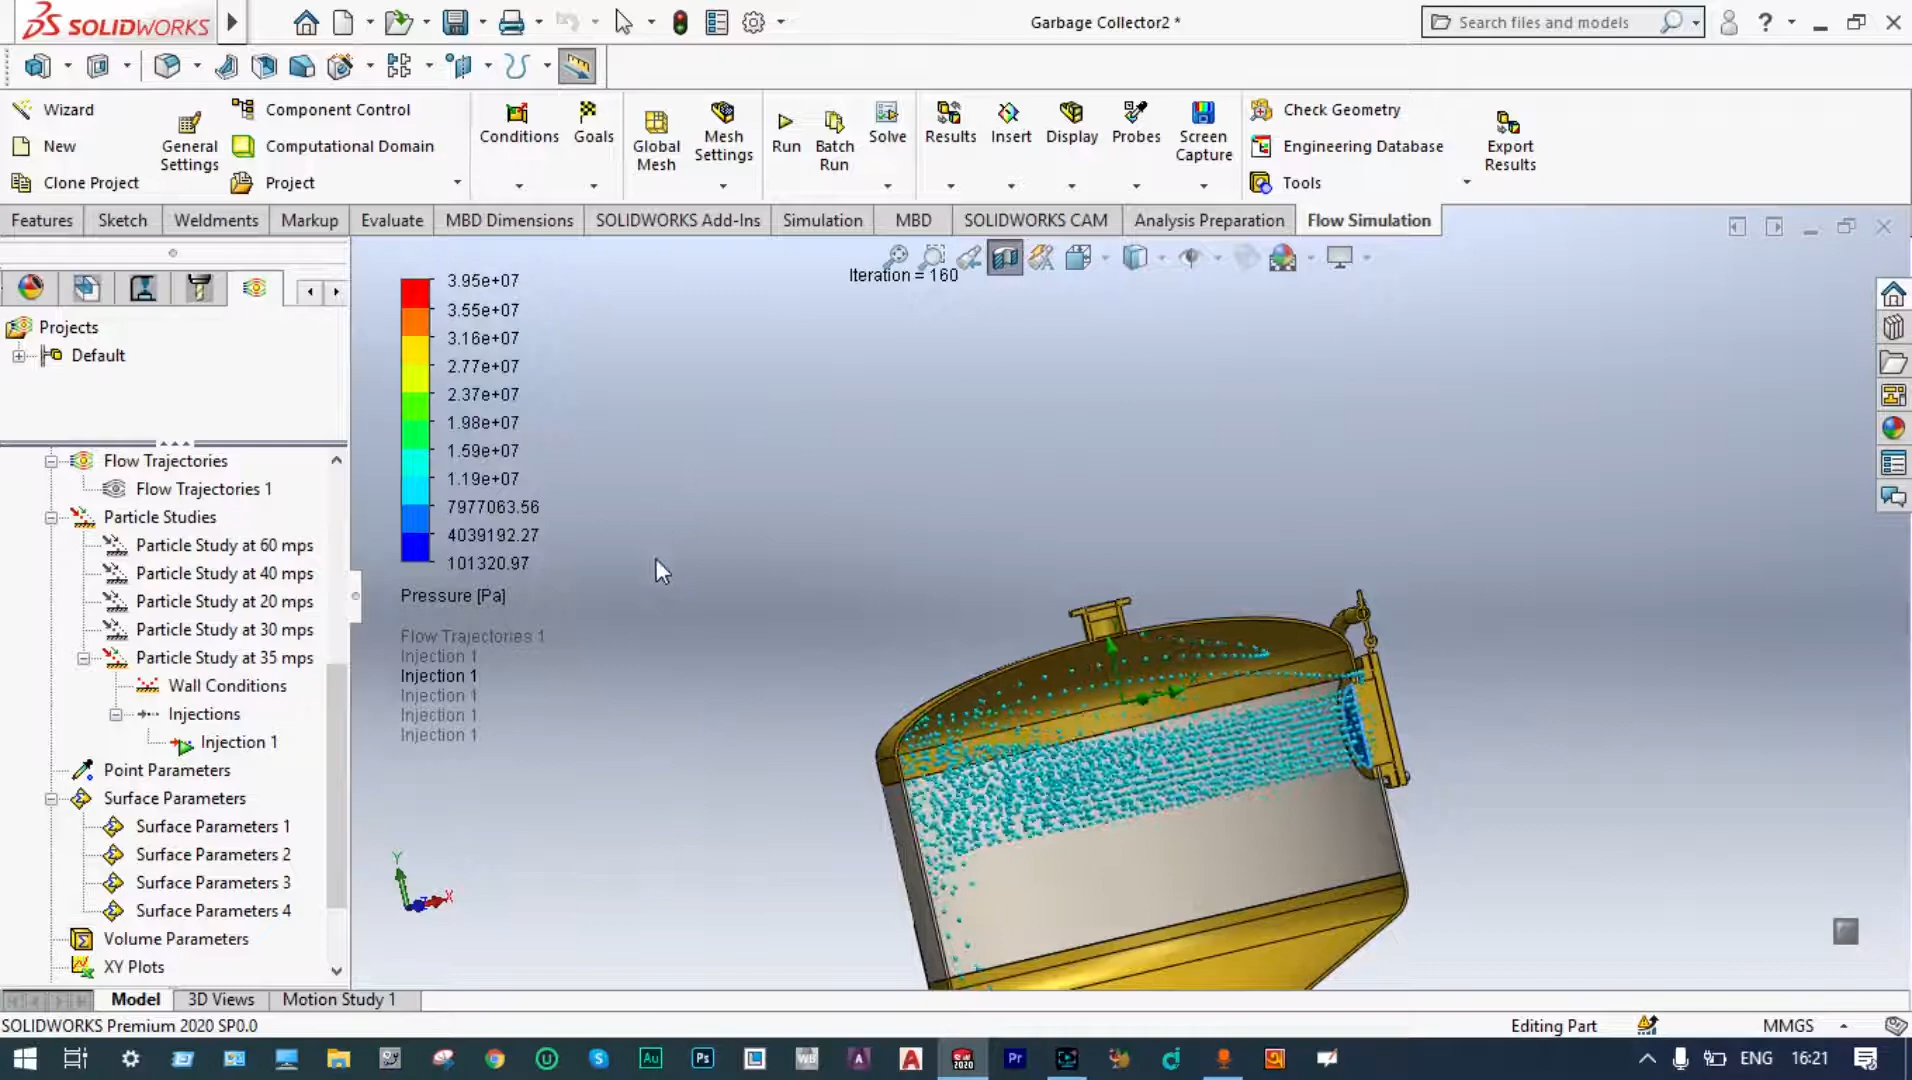 SOLIDWORKS
Garbage Collector2 *
Search files and models
Wizard
New
Clone Project
General Settings
Component Control
Computational Domain
Project
Conditions
Goals
Global Mesh
Mesh Settings
Run
Batch Run
Solve
Results
Insert
Display
Probes
Screen Capture
Check Geometry
Engineering Database
Tools
Export Results
Features Sketch Weldments Markup Evaluate MBD Dimensions SOLIDWORKS Add-Ins Simulation MBD SOLIDWORKS CAM Analysis Preparation Flow Simulation
Projects
Default
Flow Trajectories
Flow Trajectories 1
Particle Studies
Particle Study at 60 mps
Particle Study at 40 mps
Particle Study at 20 mps
Particle Study at 30 mps
Particle Study at 35 mps
Wall Conditions
Injections
Injection 1
Point Parameters
Surface Parameters
Surface Parameters 1
Surface Parameters 2
Surface Parameters 3
Surface Parameters 4
Volume Parameters
XY Plots
Iteration = 160
3.95e+07
3.55e+07
3.16e+07
2.77e+07
2.37e+07
1.98e+07
1.59e+07
1.19e+07
7977063.56
4039192.27
101320.97
Pressure [Pa]
Flow Trajectories 1
Injection 1
Injection 1
Injection 1
Injection 1
Injection 1
Y
X
Model 3D Views Motion Study 1
SOLIDWORKS Premium 2020 SP0.0
Editing Part
MMGS
Au
Ps
L
WB
A
A
SW 2020
Pr
ENG
16:21